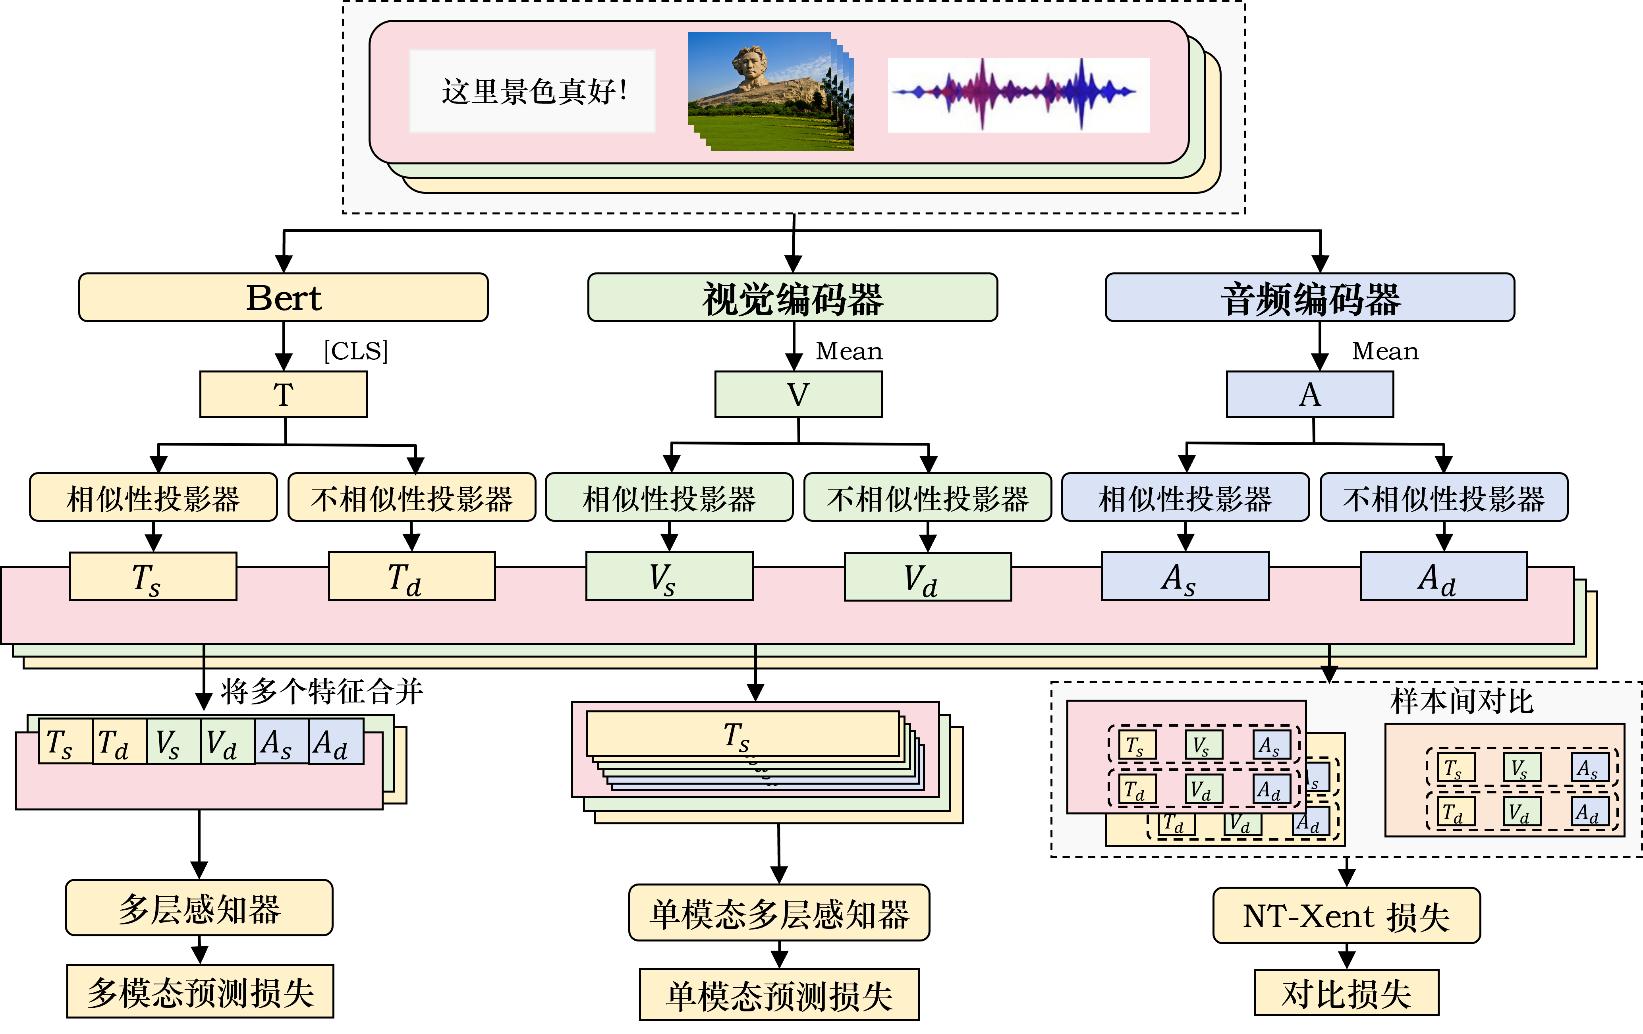 这里景色真好!
Bert
视觉编码器
音频编码器
[CLS]
Mean
Mean
T
V
A
相似性投影器
不相似性投影器
相似性投影器
不相似性投影器
相似性投影器
不相似性投影器
T_s
T_d
V_s
V_d
A_s
A_d
将多个特征合并
T_s T_d V_s V_d A_s A_d
T_s
样本间对比
T_s V_s A_s
T_d V_d A_d
T_d V_d A_d
T_s V_s A_s
T_d V_d A_d
多层感知器
单模态多层感知器
NT-Xent 损失
多模态预测损失
单模态预测损失
对比损失